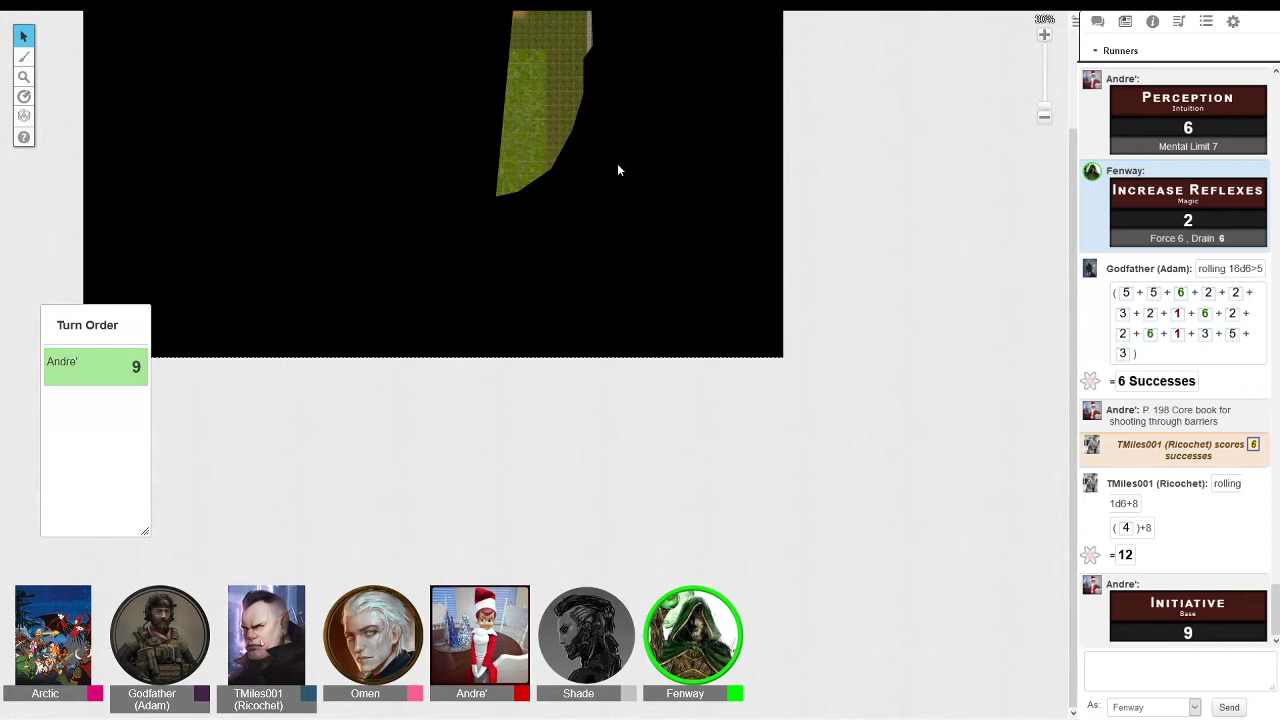 80%
Runners
Andre':
PERCEPTION
Intuition
6
Mental Limit 7
Fenway:
INCREASE REFLEXES
Magic
2
Force 6 , Drain 6
Godfather (Adam): rolling 16d6>5
( 5 + 5 + 6 + 2 + 2 +
3 + 2 + 1 + 6 + 2 +
2 + 6 + 1 + 3 + 5 +
3 )
= 6 Successes
Andre': P. 198 Core book for
shooting through barriers
TMiles001 (Ricochet) scores 6
successes
TMiles001 (Ricochet): rolling
1d6+8
( 4 )+8
= 12
Andre':
INITIATIVE
Base
9
Turn Order
Andre' 9
Arctic
Godfather
(Adam)
TMiles001
(Ricochet)
Omen
Andre'
Shade
Fenway
As: Fenway Send